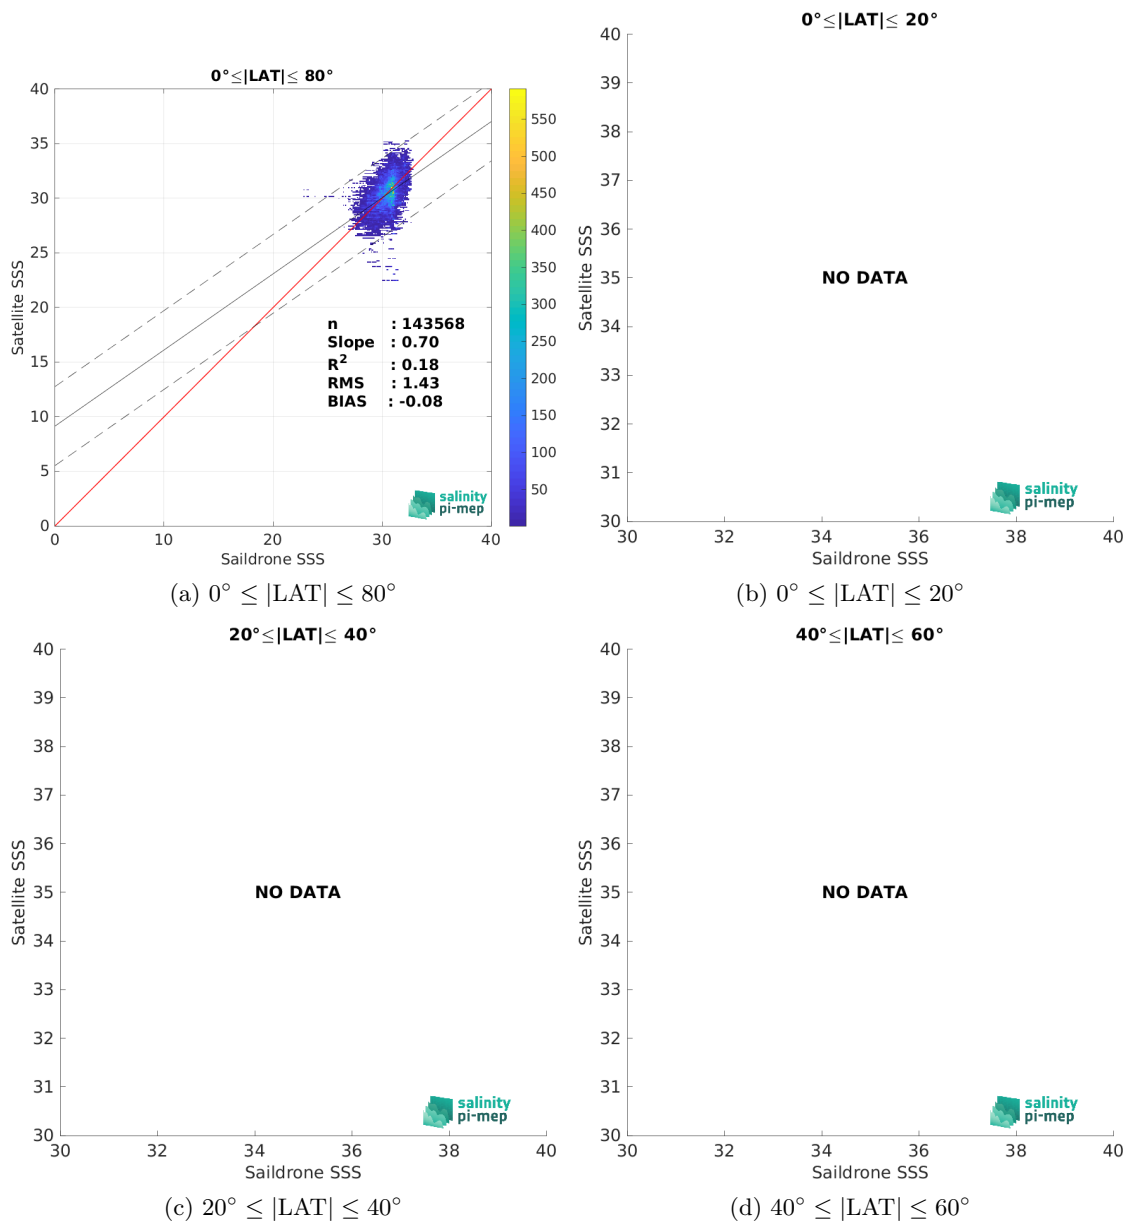 0°≤|LAT|≤ 80°
40
35
30
25
20
15
10
5
0
Satellite SSS
0 10 20 30 40
Saildrone SSS
n : 143568
Slope : 0.70
R² : 0.18
RMS : 1.43
BIAS : -0.08
550
500
450
400
350
300
250
200
150
100
50
salinity
pi-mep
(a) 0° ≤ |LAT| ≤ 80°
0°≤|LAT|≤ 20°
40
39
38
37
36
35
34
33
32
31
30
Satellite SSS
NO DATA
salinity
pi-mep
30 32 34 36 38 40
Saildrone SSS
(b) 0° ≤ |LAT| ≤ 20°
20°≤|LAT|≤ 40°
40
39
38
37
36
35
34
33
32
31
30
Satellite SSS
NO DATA
salinity
pi-mep
30 32 34 36 38 40
Saildrone SSS
(c) 20° ≤ |LAT| ≤ 40°
40°≤|LAT|≤ 60°
40
39
38
37
36
35
34
33
32
31
30
Satellite SSS
NO DATA
salinity
pi-mep
30 32 34 36 38 40
Saildrone SSS
(d) 40° ≤ |LAT| ≤ 60°